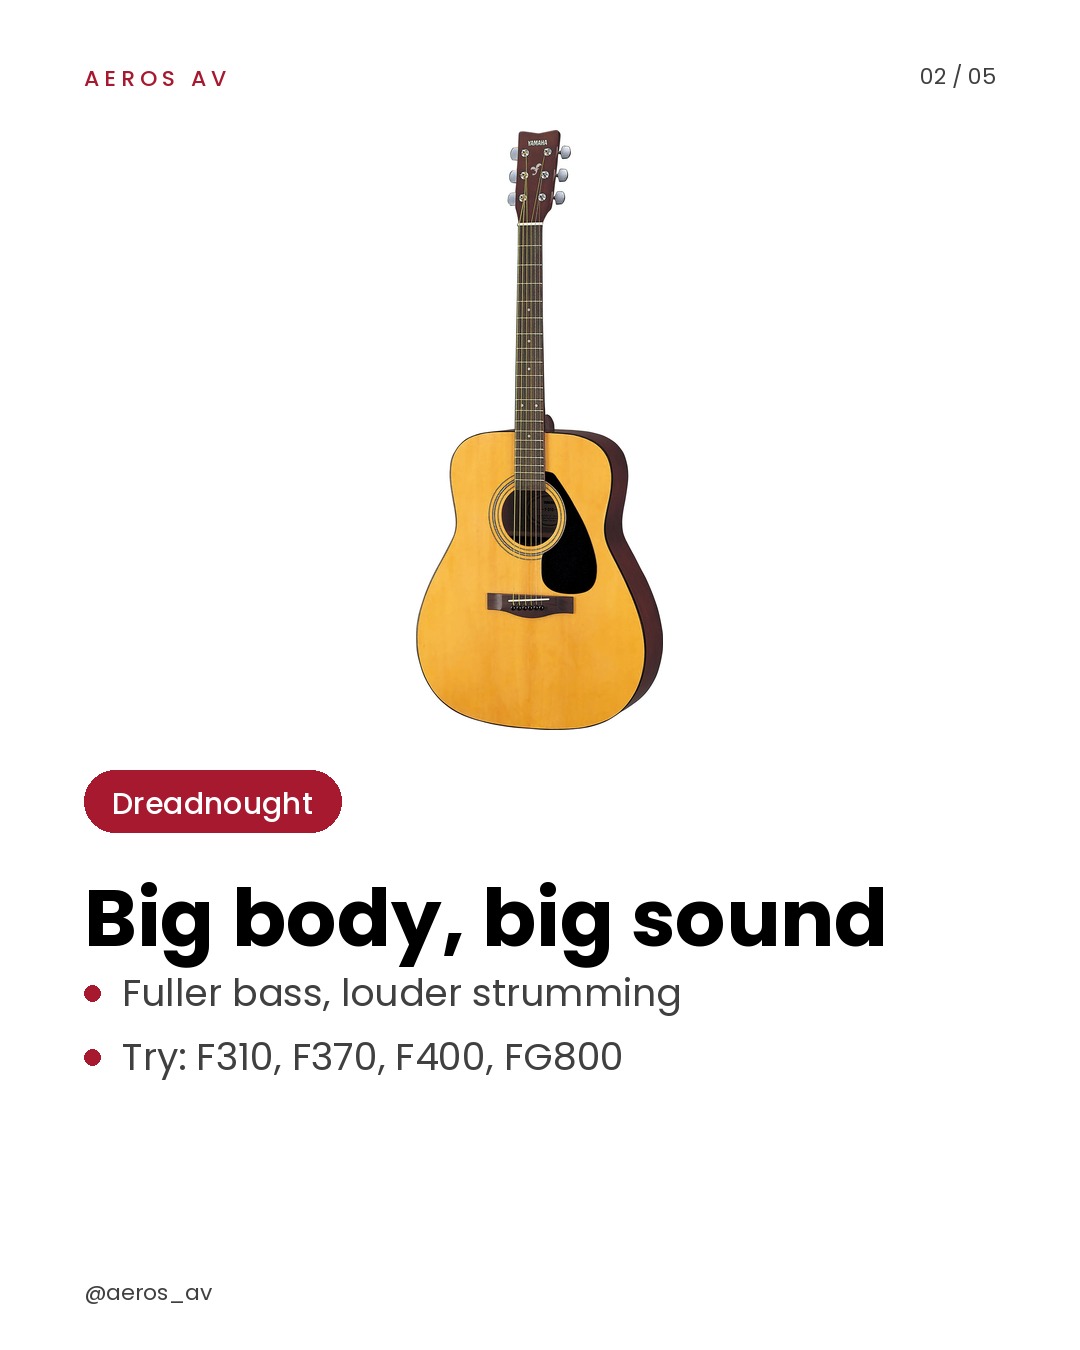 AEROS AV
02 / 05
YAMAHA
Dreadnought
Big body, big sound
Fuller bass, louder strumming
Try: F310, F370, F400, FG800
@aeros_av